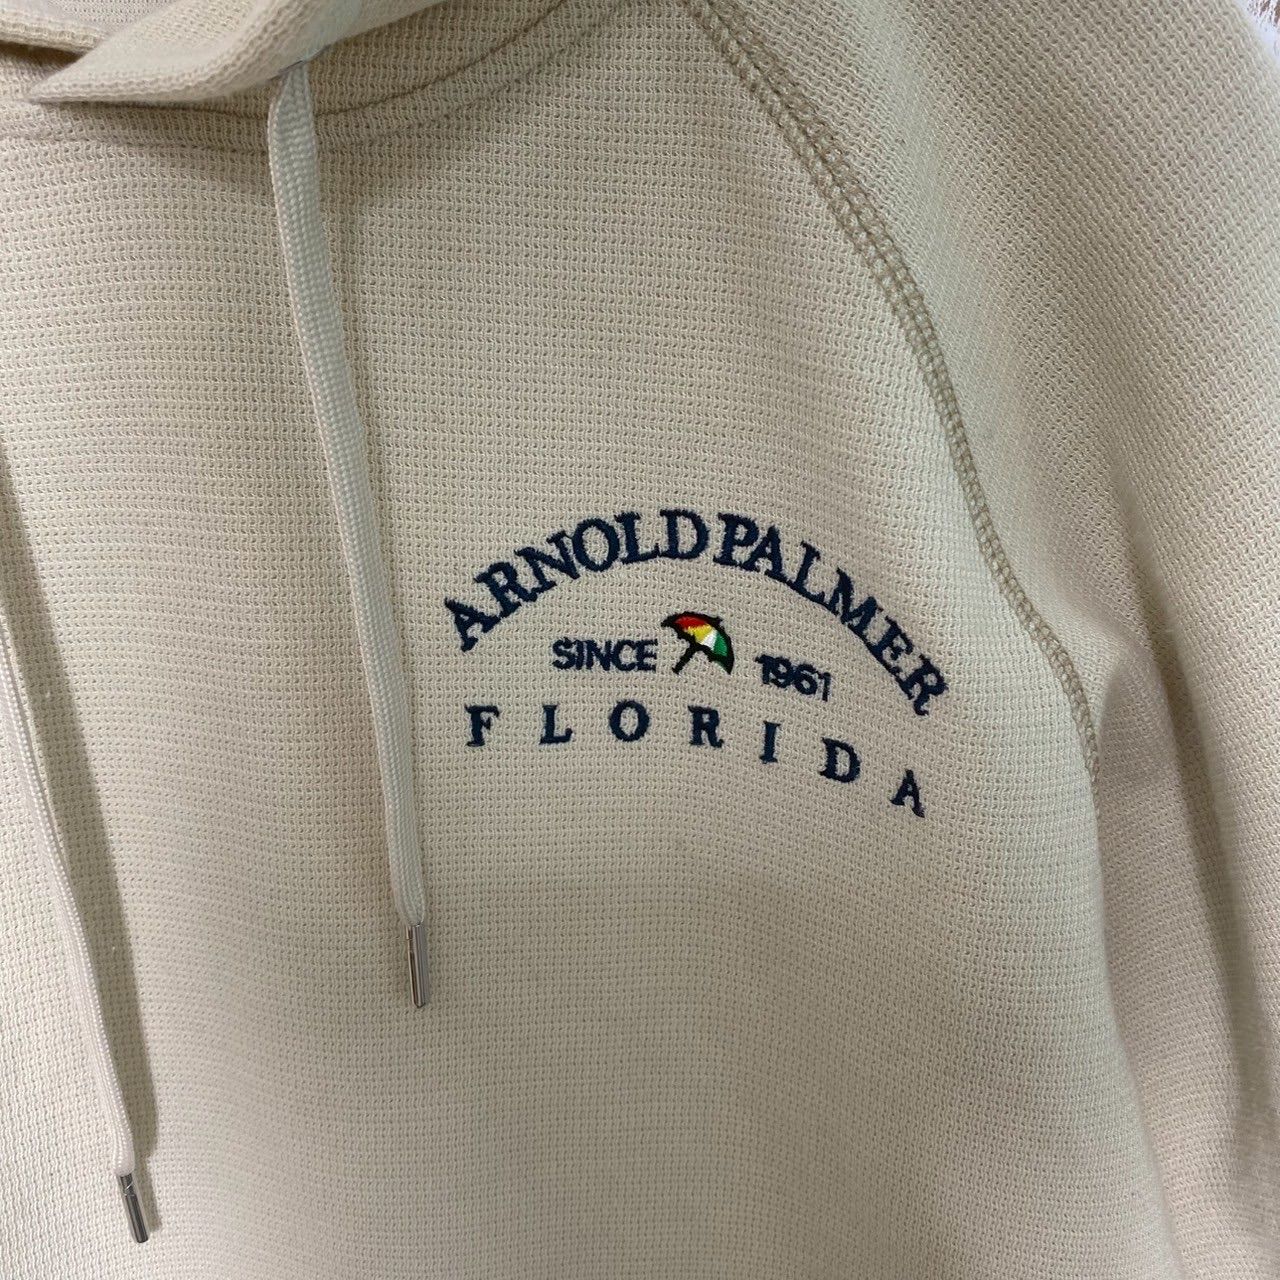 ARNOLD PALMER
SINCE 1961
FLORIDA